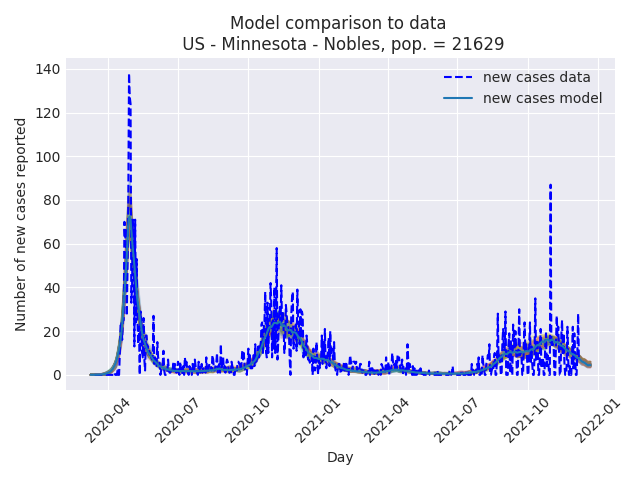 Model comparison to data
US - Minnesota - Nobles, pop. = 21629
new cases data
new cases model
Number of new cases reported
140
120
100
80
60
40
20
0
2020-04
2020-07
2020-10
2021-01
2021-04
2021-07
2021-10
2022-01
Day